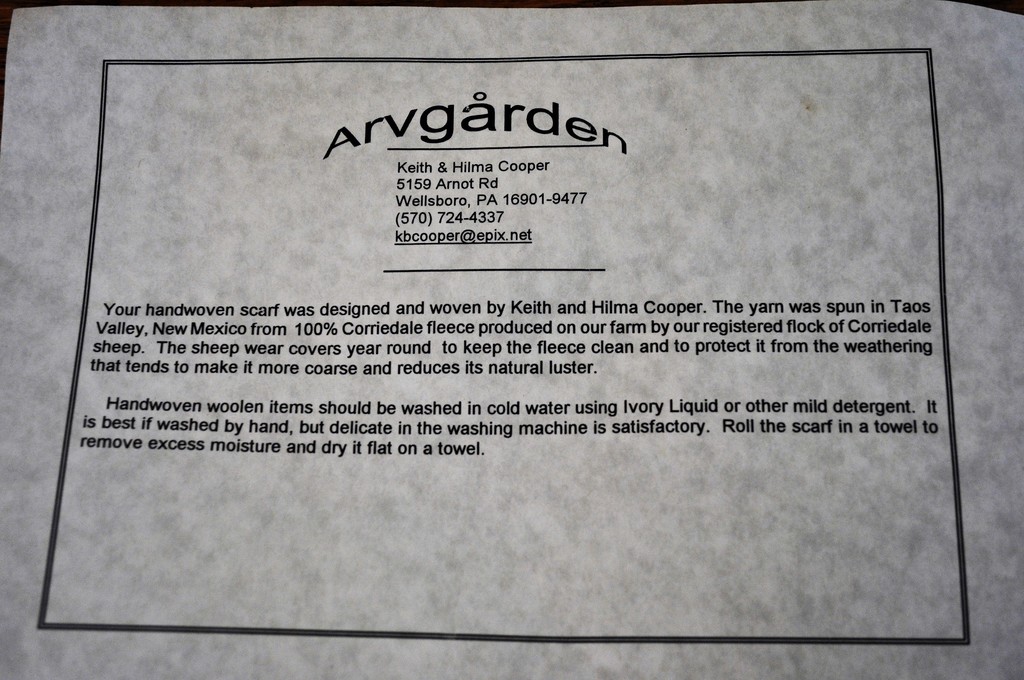 Arvgården
Keith & Hilma Cooper
5159 Arnot Rd
Wellsboro, PA 16901-9477
(570) 724-4337
kbcooper@epix.net
Your handwoven scarf was designed and woven by Keith and Hilma Cooper. The yarn was spun in Taos
Valley, New Mexico from 100% Corriedale fleece produced on our farm by our registered flock of Corriedale
sheep. The sheep wear covers year round to keep the fleece clean and to protect it from the weathering
that tends to make it more coarse and reduces its natural luster.
Handwoven woolen items should be washed in cold water using Ivory Liquid or other mild detergent. It
is best if washed by hand, but delicate in the washing machine is satisfactory. Roll the scarf in a towel to
remove excess moisture and dry it flat on a towel.